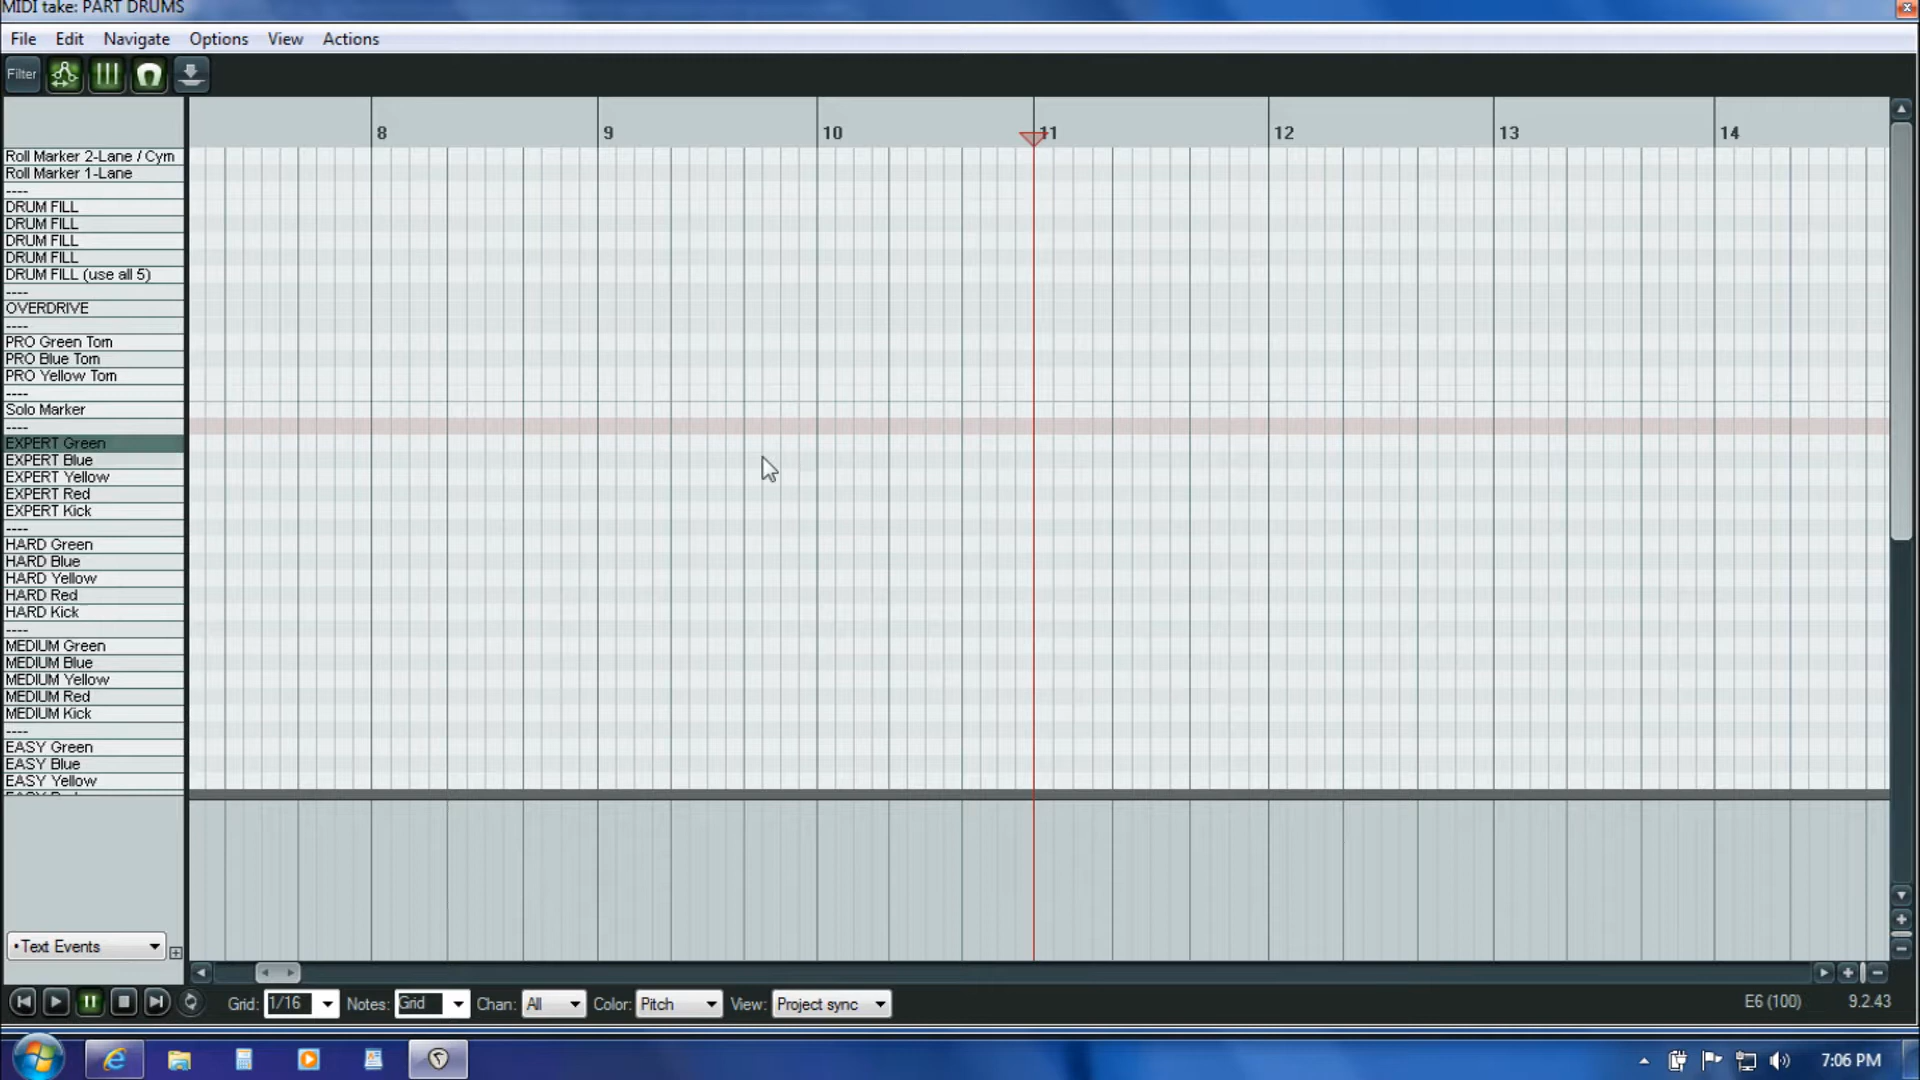 MIDI take: PART DRUMS
File Edit Navigate Options View Actions
Filter
8 9 10 11 12 13 14
Roll Marker 2-Lane / Cym
Roll Marker 1-Lane
----
DRUM FILL
DRUM FILL
DRUM FILL
DRUM FILL
DRUM FILL (use all 5)
----
OVERDRIVE
----
PRO Green Tom
PRO Blue Tom
PRO Yellow Tom
----
Solo Marker
----
EXPERT Green
EXPERT Blue
EXPERT Yellow
EXPERT Red
EXPERT Kick
----
HARD Green
HARD Blue
HARD Yellow
HARD Red
HARD Kick
----
MEDIUM Green
MEDIUM Blue
MEDIUM Yellow
MEDIUM Red
MEDIUM Kick
----
EASY Green
EASY Blue
EASY Yellow
•Text Events
Grid: 1/16 Notes: Grid Chan: All Color: Pitch View: Project sync E6 (100) 9.2.43
7:06 PM